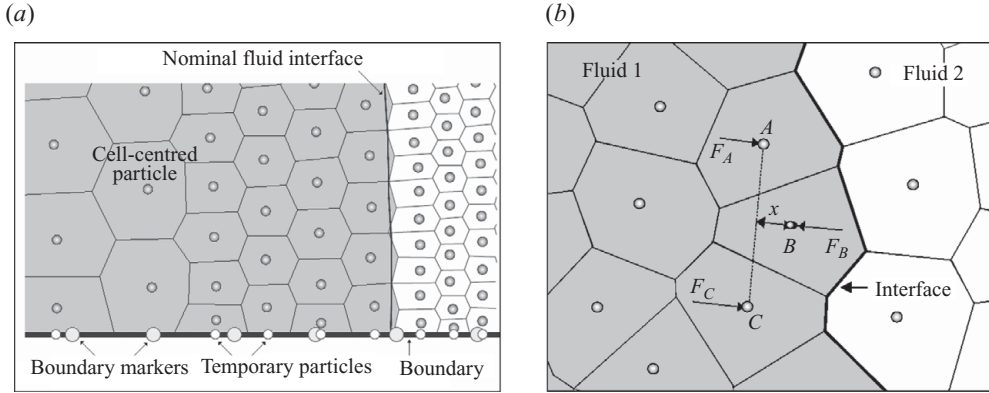 (a)
Nominal fluid interface
Cell-centred
particle
Boundary markers
Temporary particles
Boundary
(b)
Fluid 1
Fluid 2
A
F_A
x
B
F_B
F_C
C
Interface